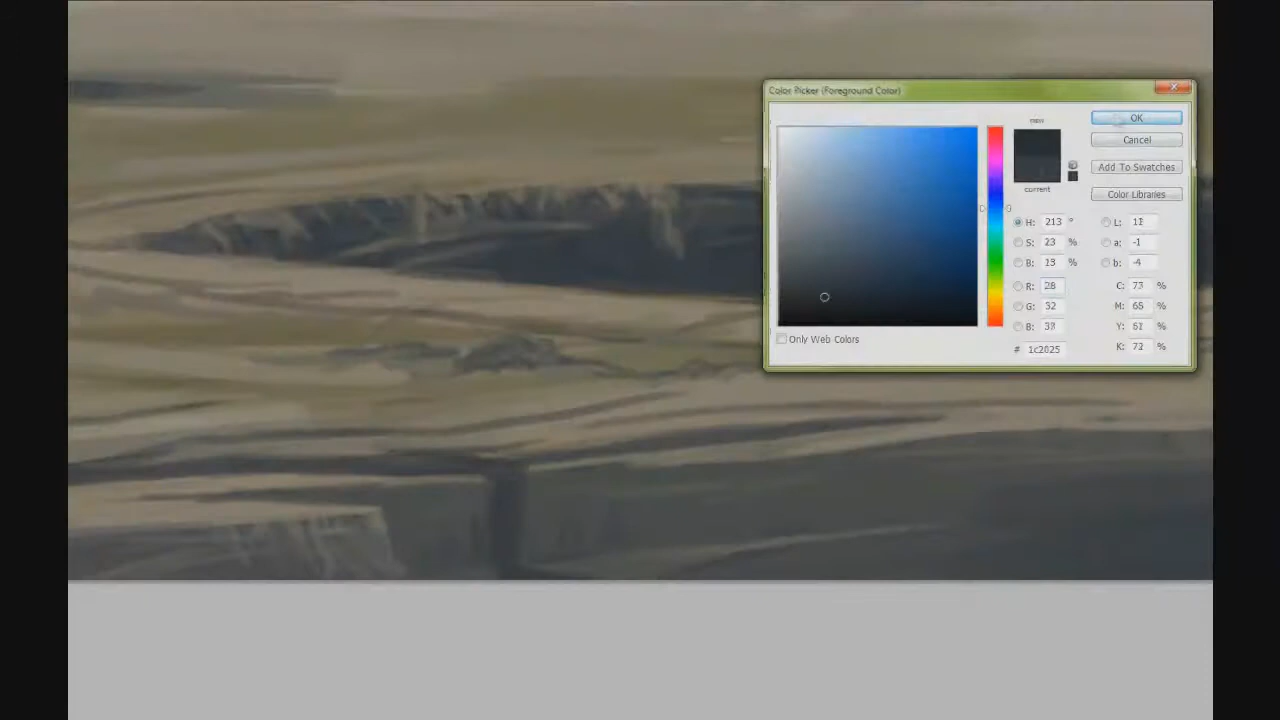 Color Picker (Foreground Color)
new
current
OK
Cancel
Add To Swatches
Color Libraries
H: 213 °
S: 23 %
B: 13 %
R: 28
G: 32
B: 37
# 1c2025
L: 12
a: -1
b: -4
C: 73 %
M: 65 %
Y: 61 %
K: 72 %
Only Web Colors